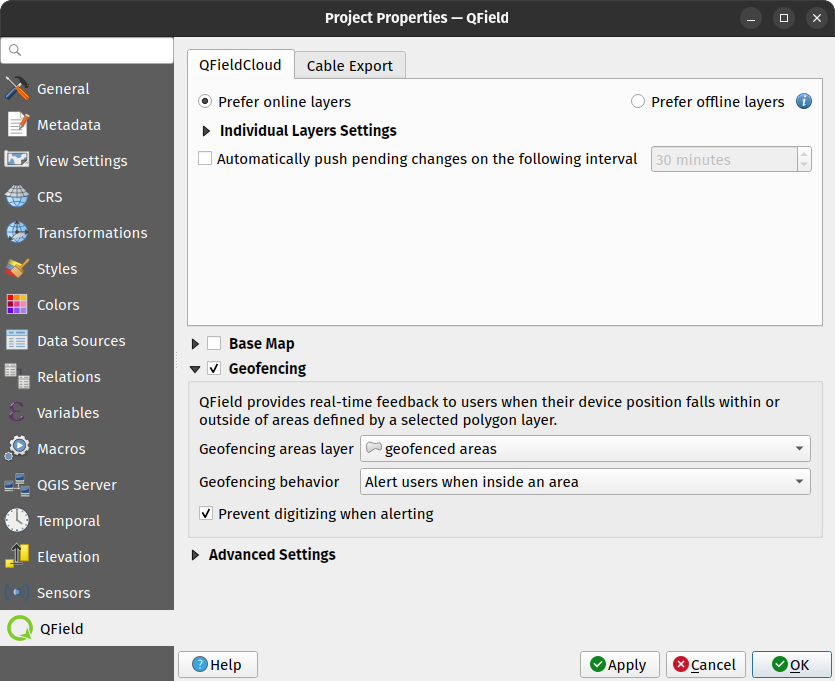 Project Properties — QField
General
Metadata
View Settings
CRS
Transformations
Styles
Colors
Data Sources
Relations
Variables
Macros
QGIS Server
Temporal
Elevation
Sensors
QField
QFieldCloud
Cable Export
Prefer online layers
Prefer offline layers
Individual Layers Settings
Automatically push pending changes on the following interval
30 minutes
Base Map
Geofencing
QField provides real-time feedback to users when their device position falls within or
outside of areas defined by a selected polygon layer.
Geofencing areas layer
geofenced areas
Geofencing behavior
Alert users when inside an area
Prevent digitizing when alerting
Advanced Settings
Help
Apply
Cancel
OK